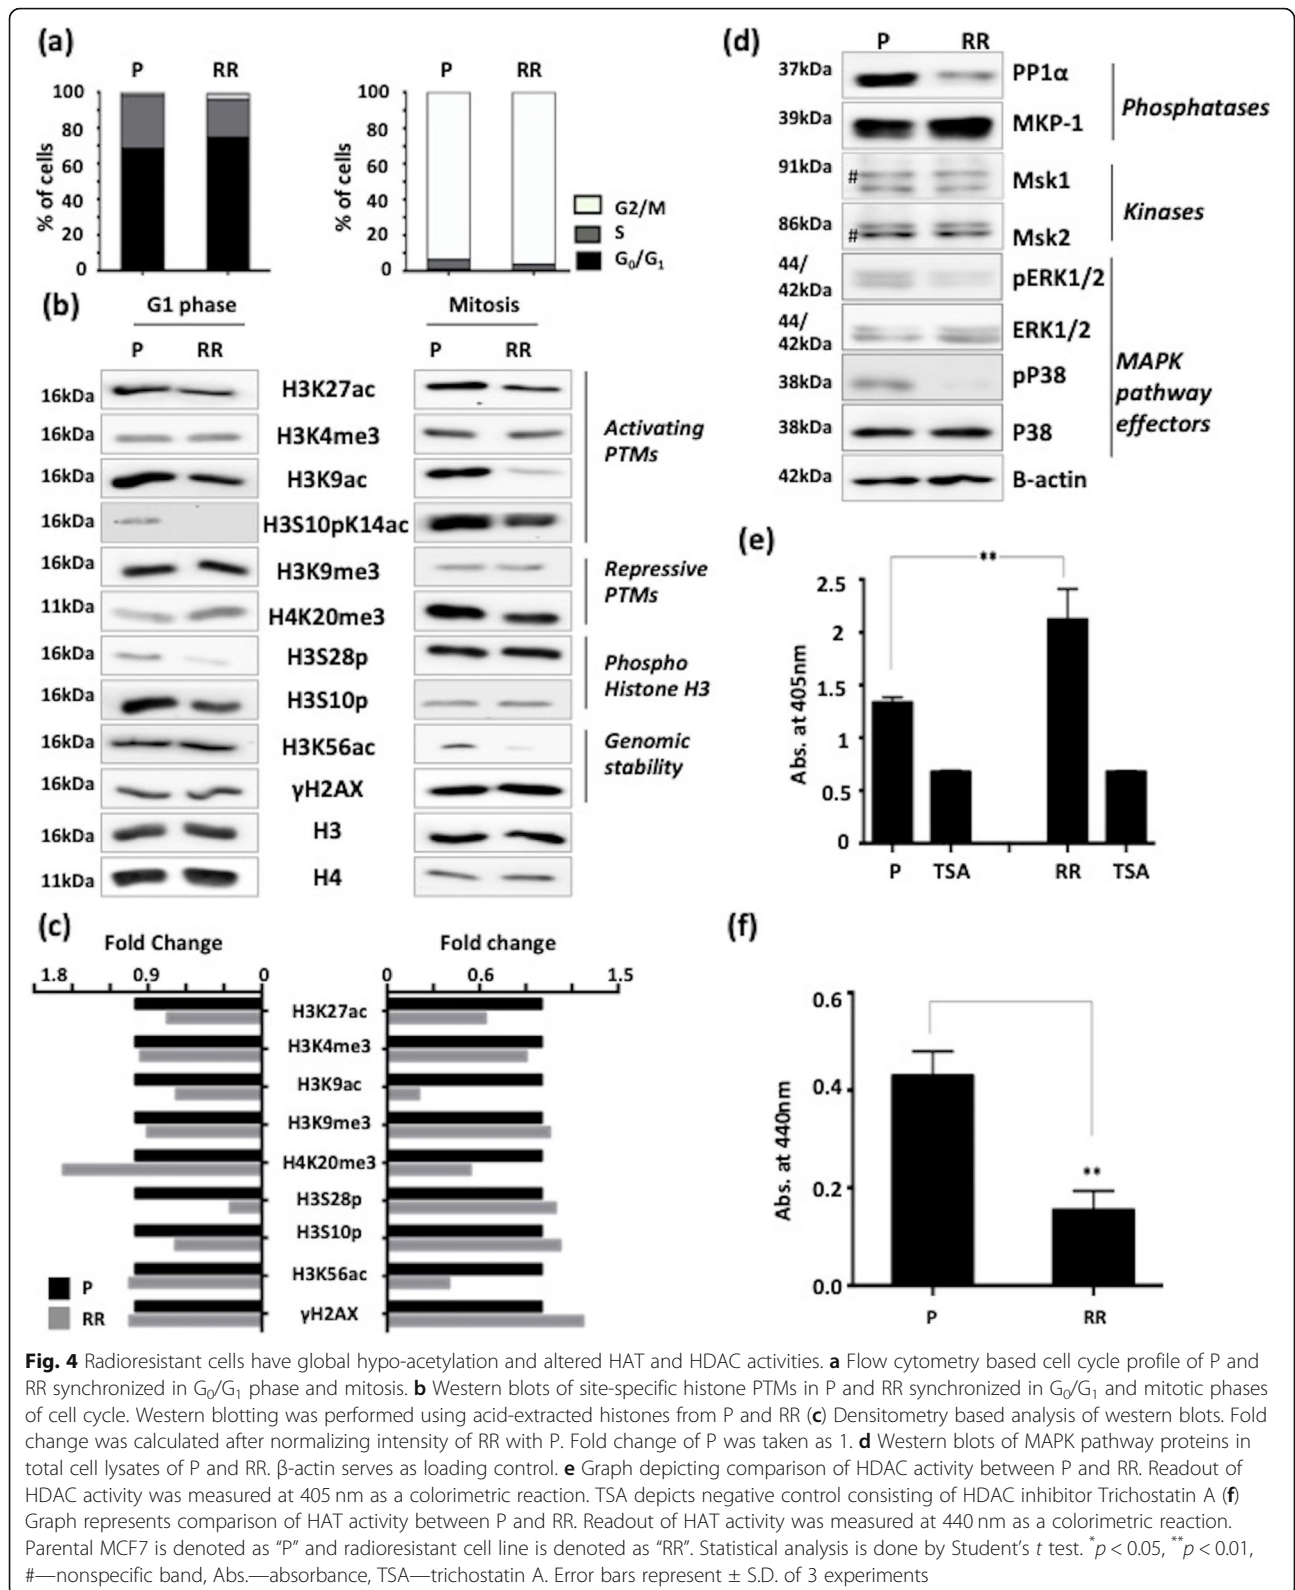 (a)
P RR
100
80
60
40
20
0
% of cells
P RR
100
80
60
40
20
0
% of cells
G2/M
S
G0/G1
(b)
G1 phase
Mitosis
P RR
P RR
16kDa H3K27ac
16kDa H3K4me3
16kDa H3K9ac
16kDa H3S10pK14ac
16kDa H3K9me3
11kDa H4K20me3
16kDa H3S28p
16kDa H3S10p
16kDa H3K56ac
16kDa γH2AX
16kDa H3
11kDa H4
Activating
PTMs
Repressive
PTMs
Phospho
Histone H3
Genomic
stability
(c)
Fold Change
Fold change
1.8 0.9 0
0 0.6 1.5
H3K27ac
H3K4me3
H3K9ac
H3K9me3
H4K20me3
H3S28p
H3S10p
H3K56ac
γH2AX
P
RR
(d)
P RR
37kDa PP1α
39kDa MKP-1
Phosphatases
91kDa # Msk1
86kDa # Msk2
Kinases
44/
42kDa pERK1/2
44/
42kDa ERK1/2
38kDa pP38
38kDa P38
MAPK
pathway
effectors
42kDa B-actin
(e)
**
2.5
2
1.5
1
0.5
0
Abs. at 405nm
P TSA RR TSA
(f)
0.6
0.4
0.2
0.0
Abs. at 440nm
**
P RR
Fig. 4 Radioresistant cells have global hypo-acetylation and altered HAT and HDAC activities. a Flow cytometry based cell cycle profile of P and
RR synchronized in G0/G1 phase and mitosis. b Western blots of site-specific histone PTMs in P and RR synchronized in G0/G1 and mitotic phases
of cell cycle. Western blotting was performed using acid-extracted histones from P and RR (c) Densitometry based analysis of western blots. Fold
change was calculated after normalizing intensity of RR with P. Fold change of P was taken as 1. d Western blots of MAPK pathway proteins in
total cell lysates of P and RR. β-actin serves as loading control. e Graph depicting comparison of HDAC activity between P and RR. Readout of
HDAC activity was measured at 405 nm as a colorimetric reaction. TSA depicts negative control consisting of HDAC inhibitor Trichostatin A (f)
Graph represents comparison of HAT activity between P and RR. Readout of HAT activity was measured at 440 nm as a colorimetric reaction.
Parental MCF7 is denoted as “P” and radioresistant cell line is denoted as “RR”. Statistical analysis is done by Student’s t test. *p < 0.05, **p < 0.01,
#—nonspecific band, Abs.—absorbance, TSA—trichostatin A. Error bars represent ± S.D. of 3 experiments